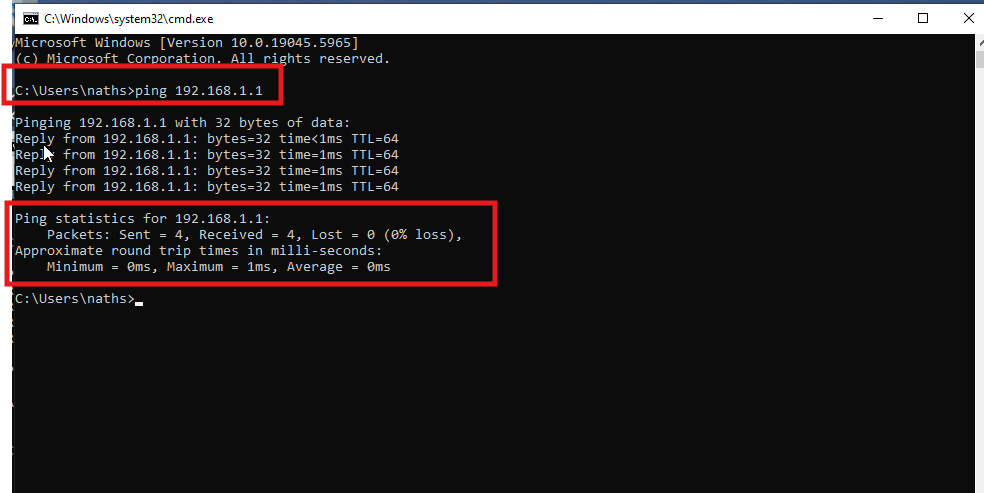 C:\Windows\system32\cmd.exe
Microsoft Windows [Version 10.0.19045.5965]
(c) Microsoft Corporation. All rights reserved.
C:\Users\naths>ping 192.168.1.1
Pinging 192.168.1.1 with 32 bytes of data:
Reply from 192.168.1.1: bytes=32 time<1ms TTL=64
Reply from 192.168.1.1: bytes=32 time=1ms TTL=64
Reply from 192.168.1.1: bytes=32 time=1ms TTL=64
Reply from 192.168.1.1: bytes=32 time=1ms TTL=64
Ping statistics for 192.168.1.1:
    Packets: Sent = 4, Received = 4, Lost = 0 (0% loss),
Approximate round trip times in milli-seconds:
    Minimum = 0ms, Maximum = 1ms, Average = 0ms
C:\Users\naths>